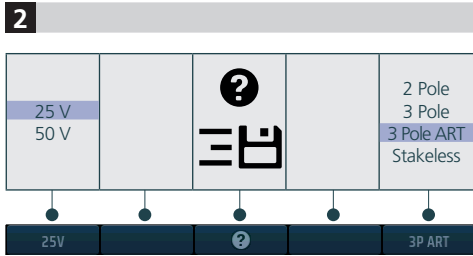 2
25 V
50 V
?
2 Pole
3 Pole
3 Pole ART
Stakeless
25V
?
3P ART